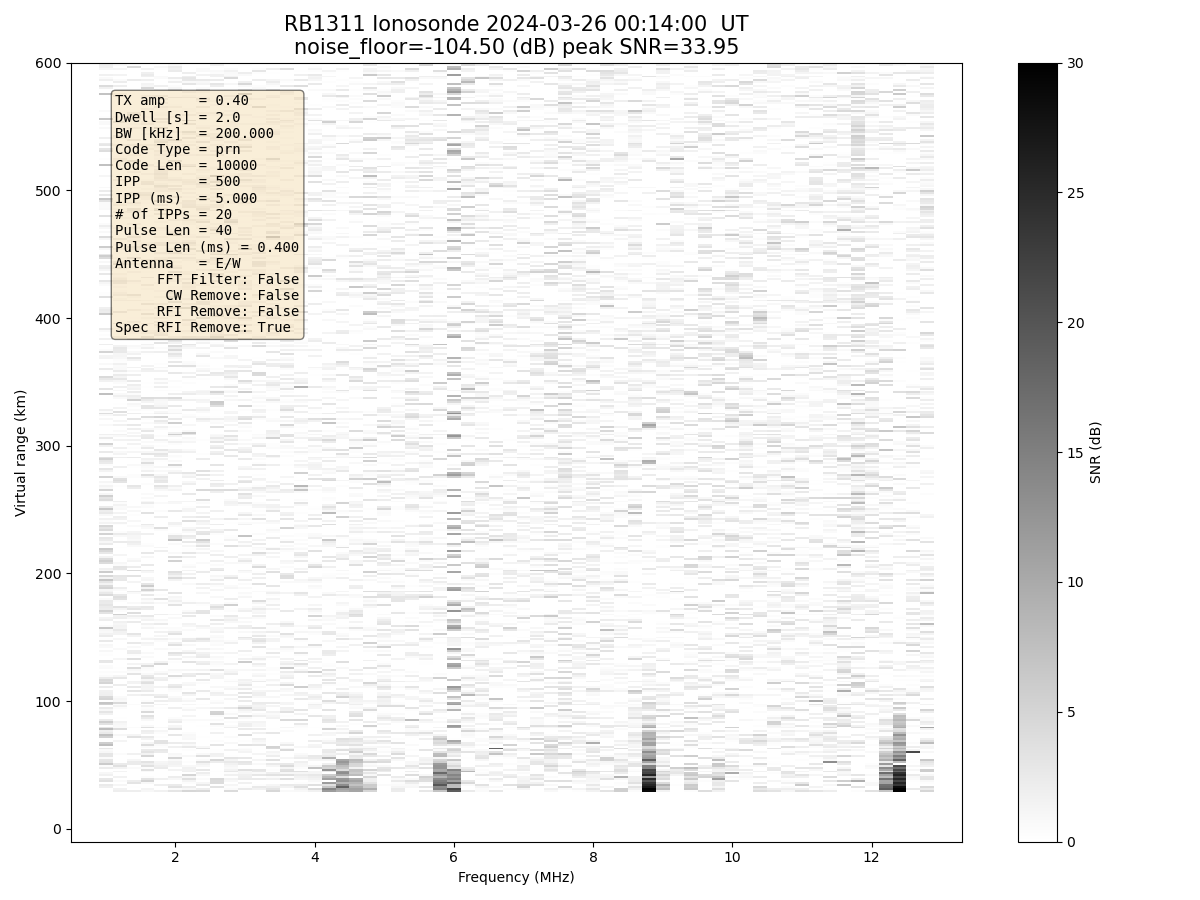 RB1311 Ionosonde 2024-03-26 00:14:00  UT
noise_floor=-104.50 (dB) peak SNR=33.95
TX amp    = 0.40
Dwell [s] = 2.0
BW [kHz]  = 200.000
Code Type = prn
Code Len  = 10000
IPP       = 500
IPP (ms)  = 5.000
# of IPPs = 20
Pulse Len = 40
Pulse Len (ms) = 0.400
Antenna   = E/W
FFT Filter: False
CW Remove: False
RFI Remove: False
Spec RFI Remove: True
Virtual range (km)
600
500
400
300
200
100
0
2 4 6 8 10 12
Frequency (MHz)
30
25
20
15
10
5
0
SNR (dB)